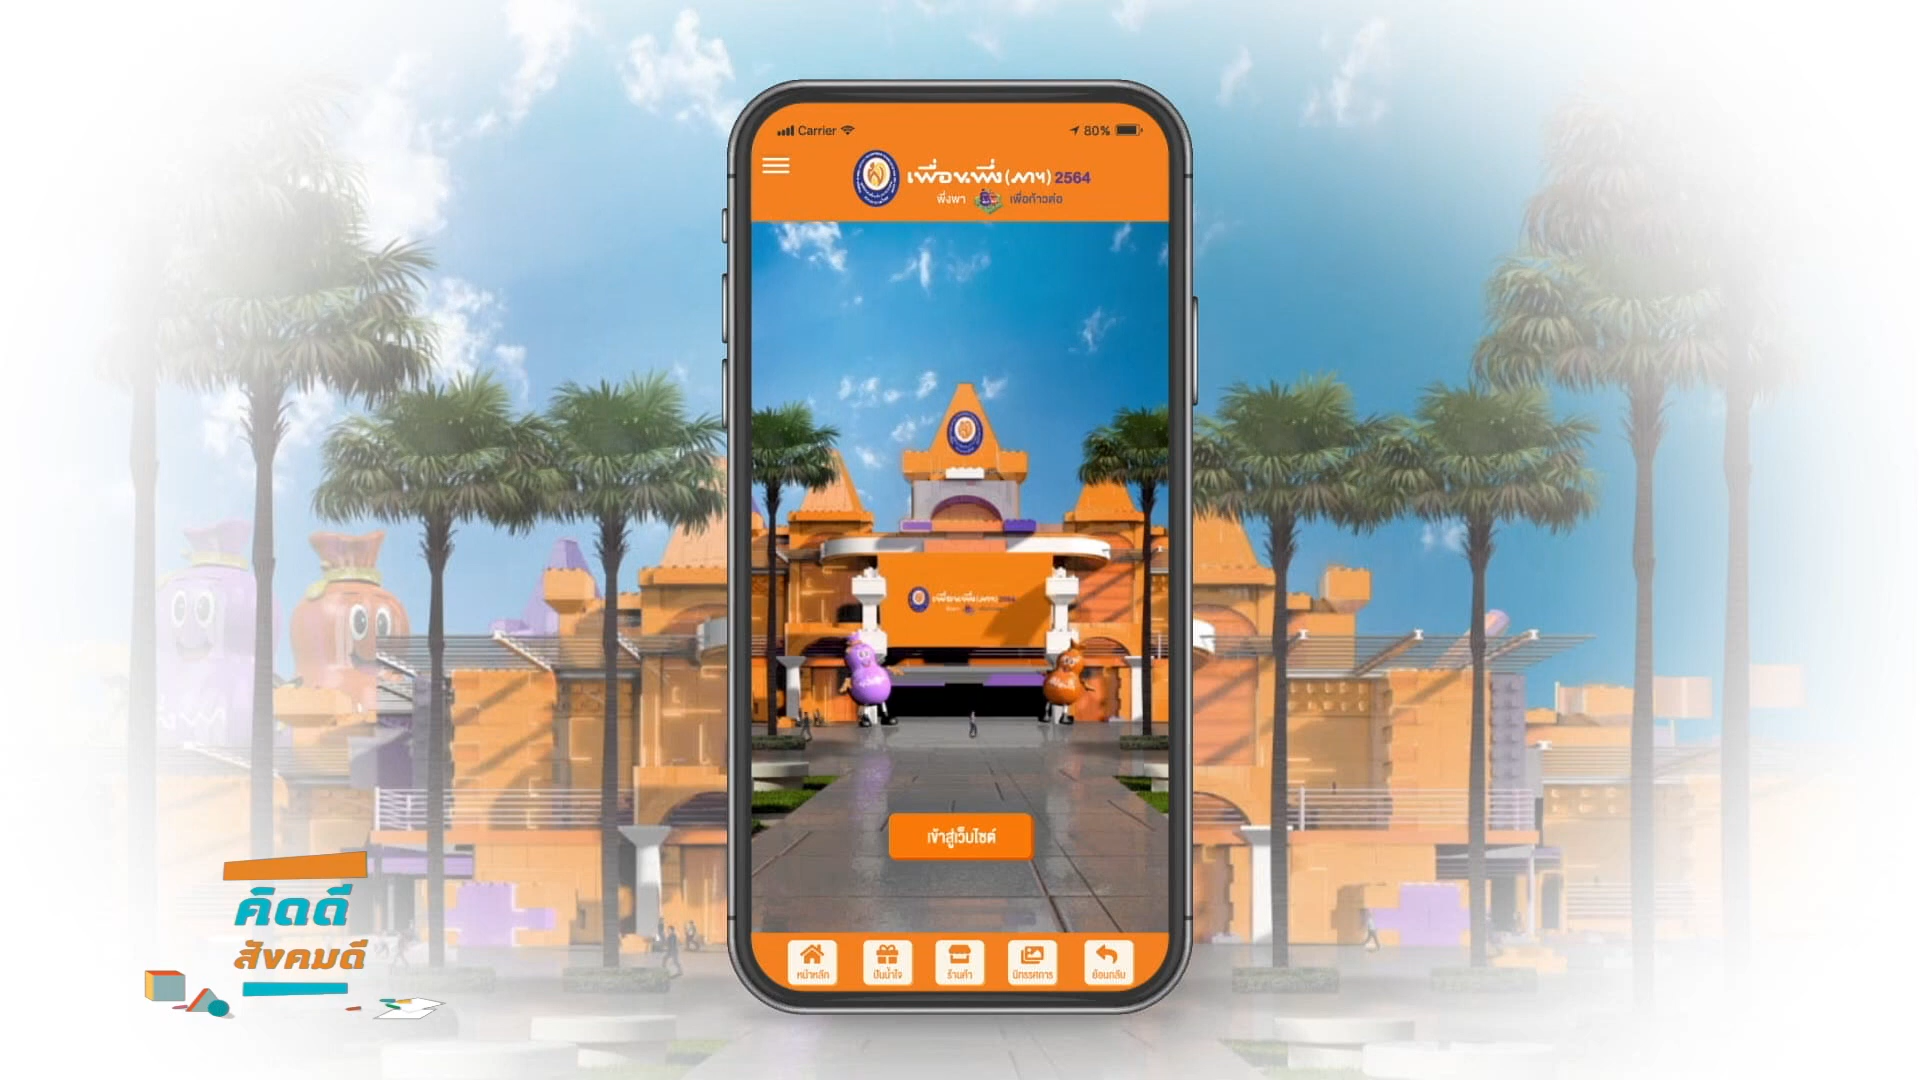 Carrier
80%
เพื่อนพึ่ง(ภาฯ) 2564
พึ่งพา เพื่อก้าวต่อ
เข้าสู่เว็บไซต์
หน้าหลัก
ปันน้ำใจ
ร้านค้า
นิทรรศการ
ย้อนกลับ
คิดดี
สังคมดี